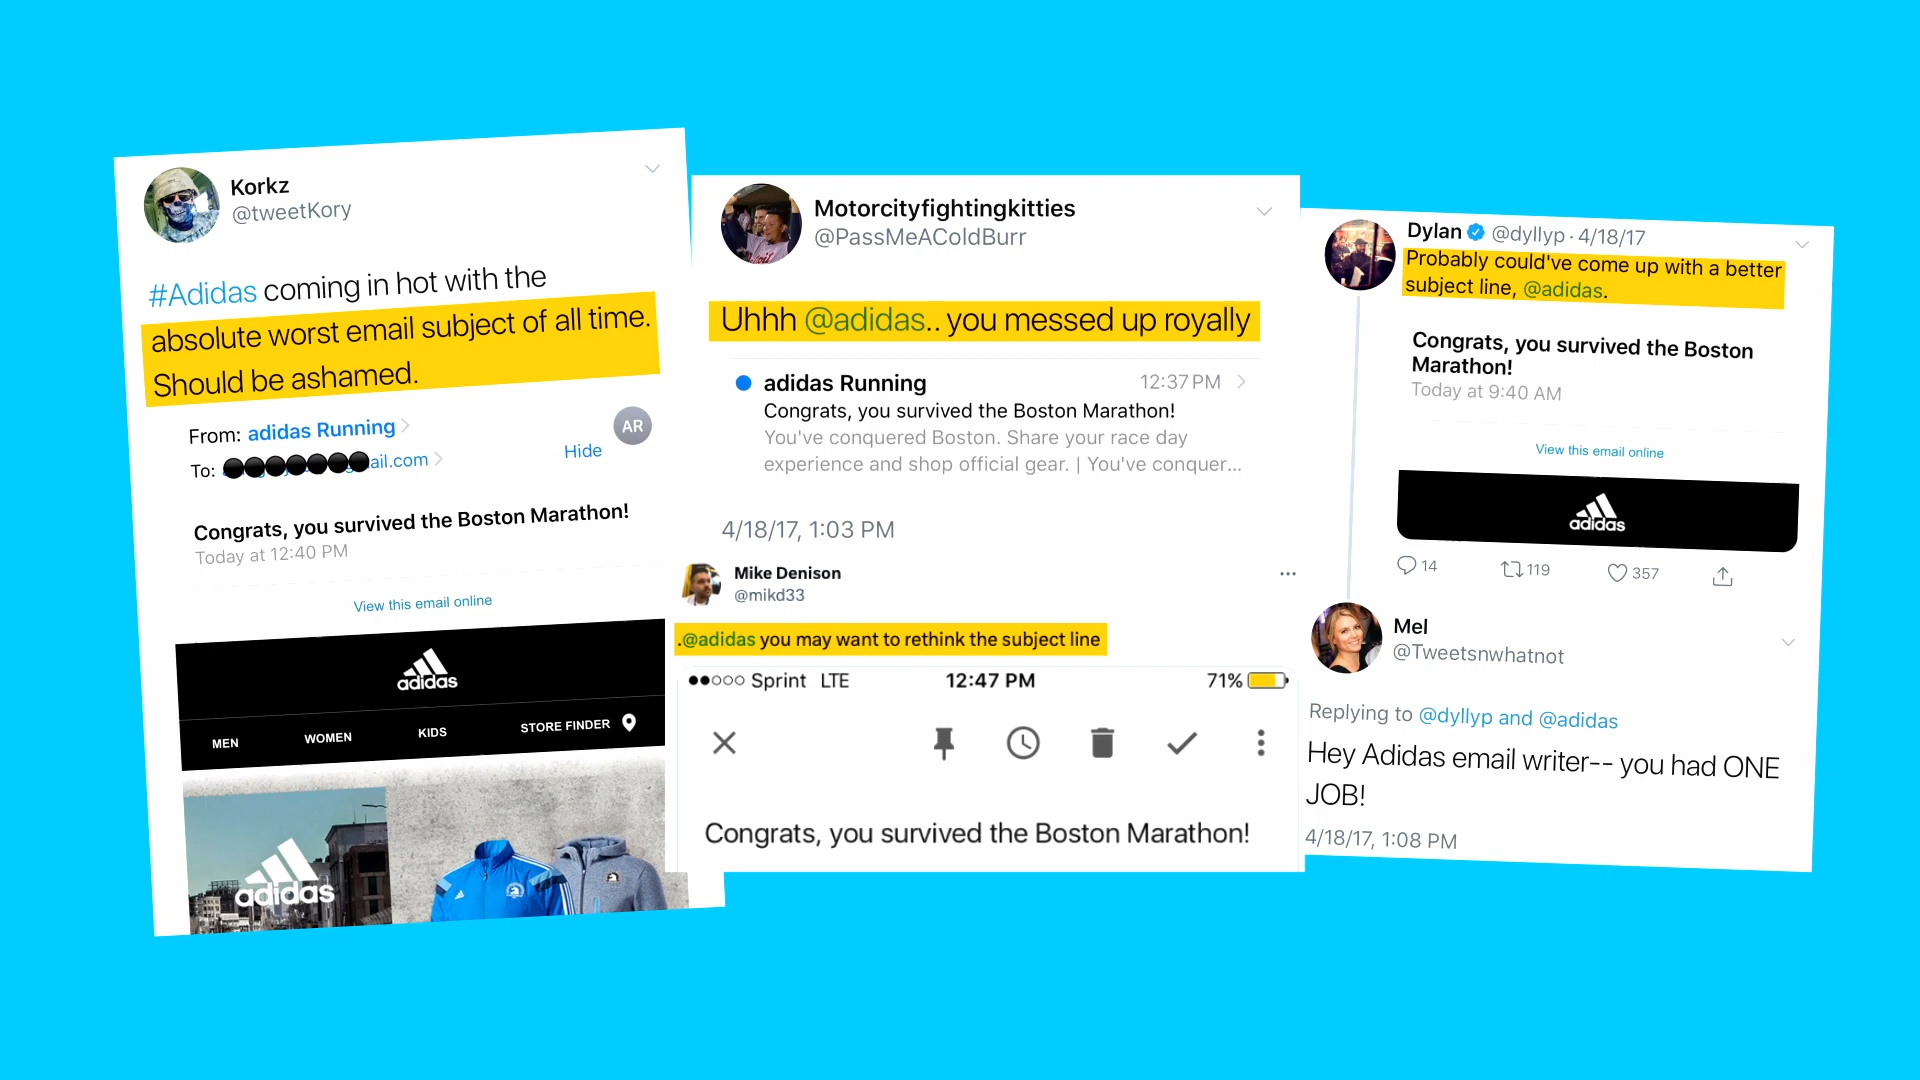 Korkz
@tweetKory
#Adidas coming in hot with the
absolute worst email subject of all time.
Should be ashamed.
From: adidas Running
AR
To: ail.com
Hide
Congrats, you survived the Boston Marathon!
Today at 12:40 PM
View this email online
adidas
MEN WOMEN KIDS STORE FINDER
adidas
Motorcityfightingkitties
@PassMeAColdBurr
Uhhh @adidas.. you messed up royally
adidas Running 12:37 PM
Congrats, you survived the Boston Marathon!
You've conquered Boston. Share your race day
experience and shop official gear. | You've conquer...
4/18/17, 1:03 PM
Mike Denison
@mikd33
.@adidas you may want to rethink the subject line
Sprint LTE 12:47 PM 71%
Congrats, you survived the Boston Marathon!
Dylan @dyllyp · 4/18/17
Probably could've come up with a better
subject line, @adidas.
Congrats, you survived the Boston
Marathon!
Today at 9:40 AM
View this email online
adidas
14 119 357
Mel
@Tweetsnwhatnot
Replying to @dyllyp and @adidas
Hey Adidas email writer-- you had ONE
JOB!
4/18/17, 1:08 PM